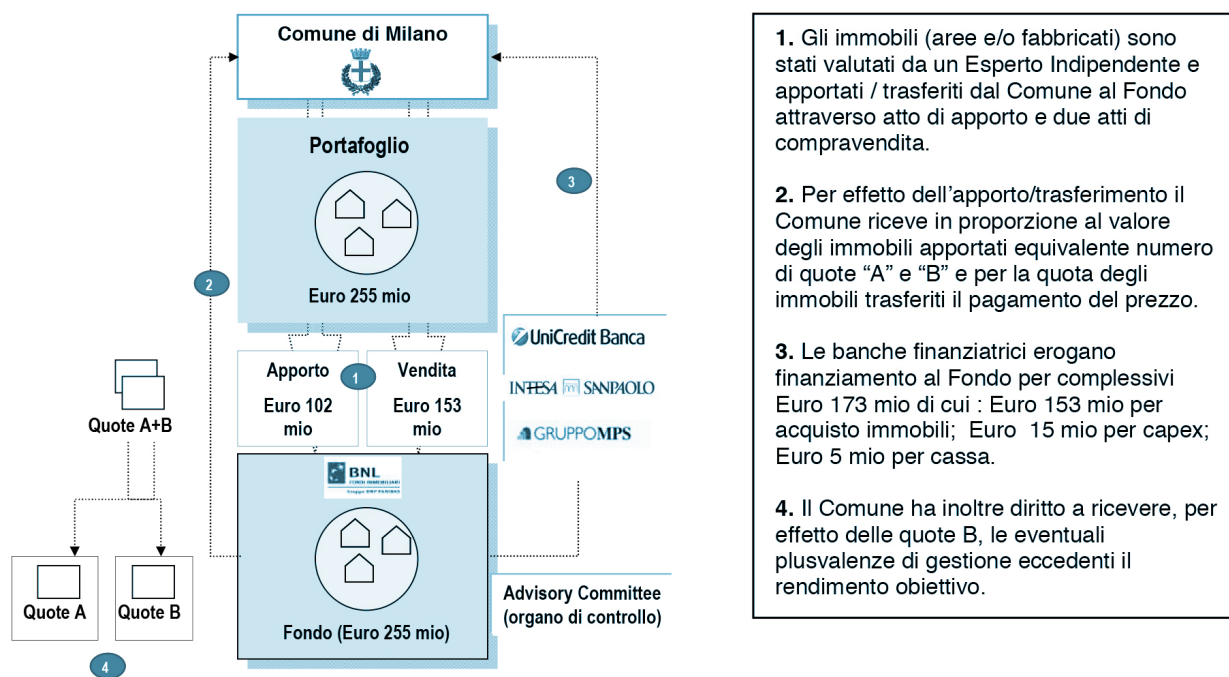 Comune di Milano
Portafoglio
Euro 255 mio
2
3
UniCredit Banca
INTESA SANPAOLO
GRUPPOMPS
Apporto
Euro 102
mio
1
Vendita
Euro 153
mio
Quote A+B
BNL
FONDI IMMOBILIARI
Gruppo BNP PARIBAS
Fondo (Euro 255 mio)
Advisory Committee
(organo di controllo)
Quote A
Quote B
4
1. Gli immobili (aree e/o fabbricati) sono
stati valutati da un Esperto Indipendente e
apportati / trasferiti dal Comune al Fondo
attraverso atto di apporto e due atti di
compravendita.
2. Per effetto dell’apporto/trasferimento il
Comune riceve in proporzione al valore
degli immobili apportati equivalente numero
di quote “A” e “B” e per la quota degli
immobili trasferiti il pagamento del prezzo.
3. Le banche finanziatrici erogano
finanziamento al Fondo per complessivi
Euro 173 mio di cui : Euro 153 mio per
acquisto immobili; Euro 15 mio per capex;
Euro 5 mio per cassa.
4. Il Comune ha inoltre diritto a ricevere, per
effetto delle quote B, le eventuali
plusvalenze di gestione eccedenti il
rendimento obiettivo.